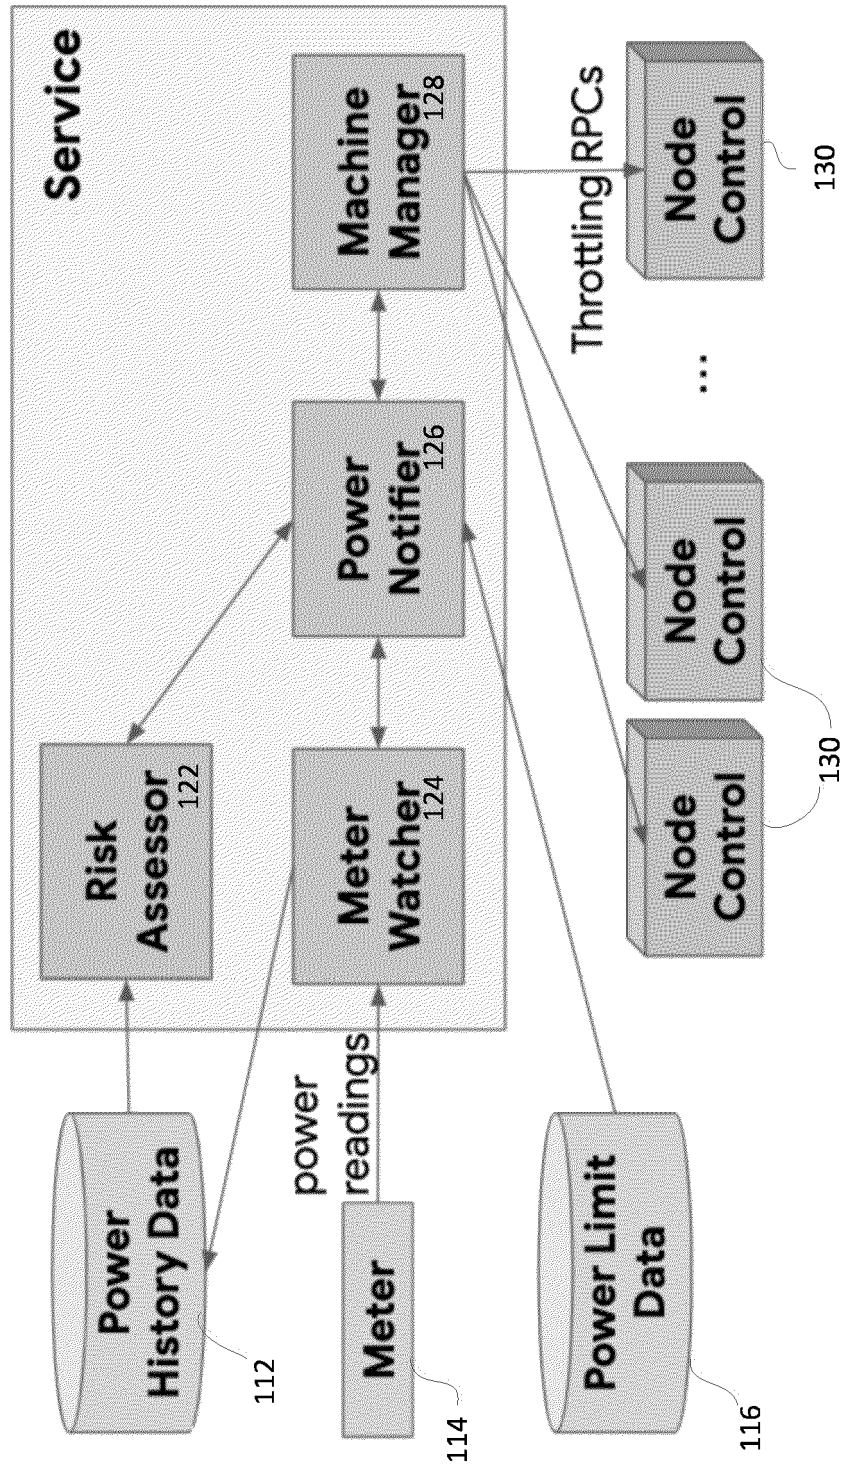 Service
Power
History Data
112
Risk
Assessor
122
Meter
114
power
readings
Meter
Watcher
124
Power
Notifier
126
Machine
Manager
128
Power Limit
Data
116
Throttling RPCs
Node
Control
Node
Control
130
...
Node
Control
130